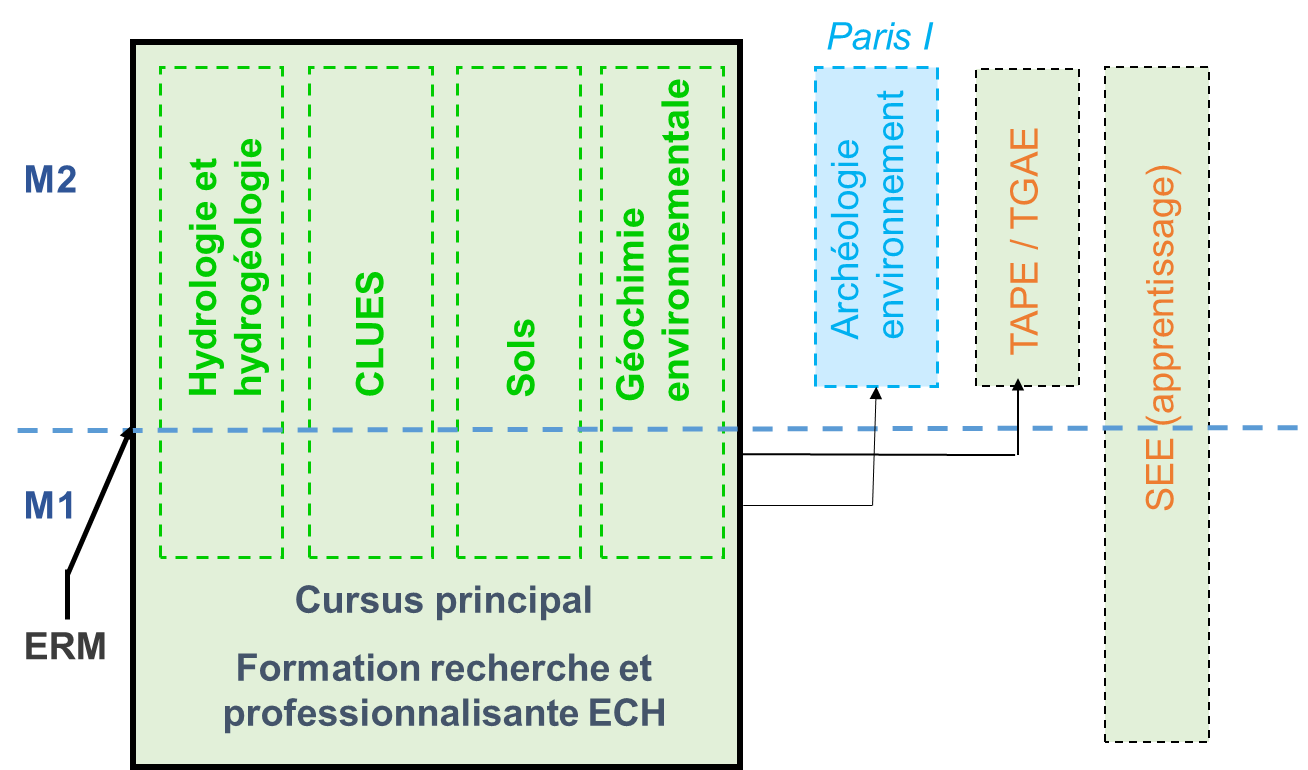 Paris I
M2
Hydrologie et
hydrogéologie
CLUES
Sols
Géochimie
environnementale
Archéologie
environnement
TAPE / TGAE
SEE (apprentissage)
M1
ERM
Cursus principal
Formation recherche et
professionnalisante ECH